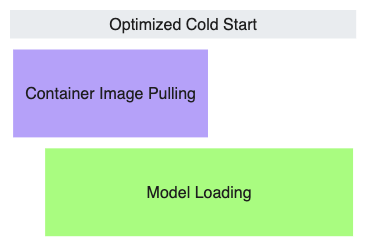 Optimized Cold Start
Container Image Pulling
Model Loading